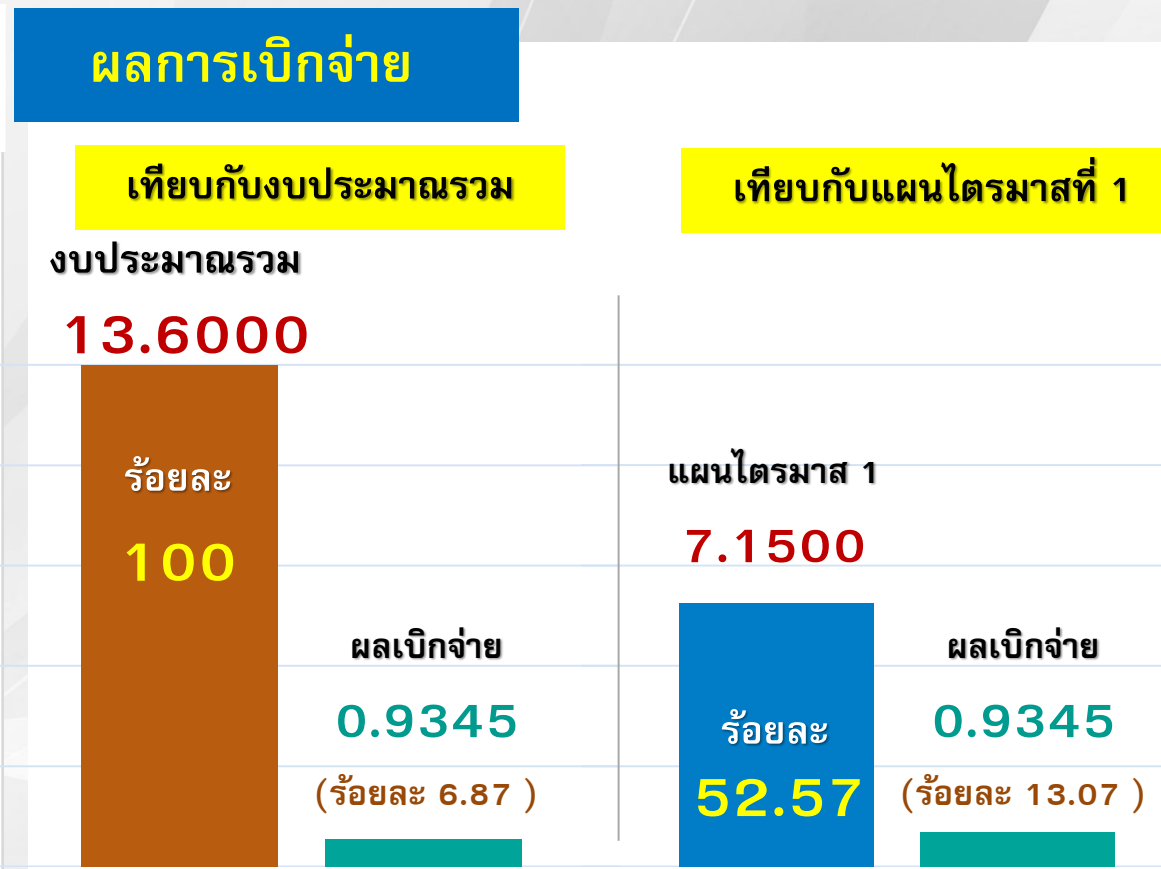 ผลการเบิกจ่าย
เทียบกับงบประมาณรวม
งบประมาณรวม
13.6000
ร้อยละ
100
ผลเบิกจ่าย
0.9345
(ร้อยละ 6.87 )
เทียบกับแผนไตรมาสที่ 1
แผนไตรมาส 1
7.1500
ร้อยละ
52.57
ผลเบิกจ่าย
0.9345
(ร้อยละ 13.07 )